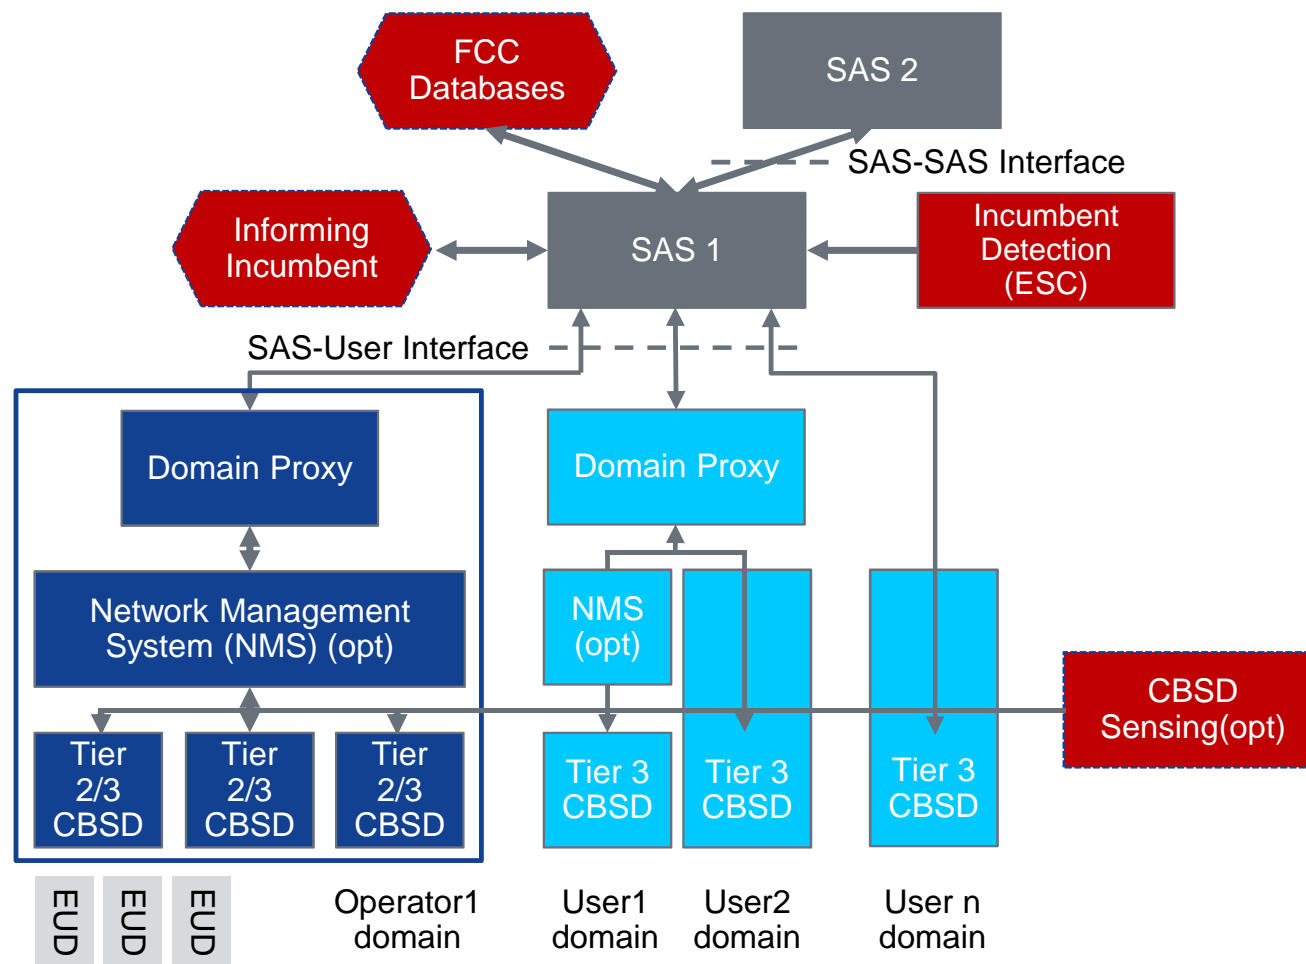 FCC
Databases
SAS 2
SAS-SAS Interface
Informing
Incumbent
SAS 1
Incumbent
Detection
(ESC)
SAS-User Interface
Domain Proxy
Domain Proxy
Network Management
System (NMS) (opt)
NMS
(opt)
CBSD
Sensing(opt)
Tier
2/3
CBSD
Tier
2/3
CBSD
Tier
2/3
CBSD
Tier 3
CBSD
Tier 3
CBSD
Tier 3
CBSD
EUD
EUD
EUD
Operator1
domain
User1
domain
User2
domain
User n
domain